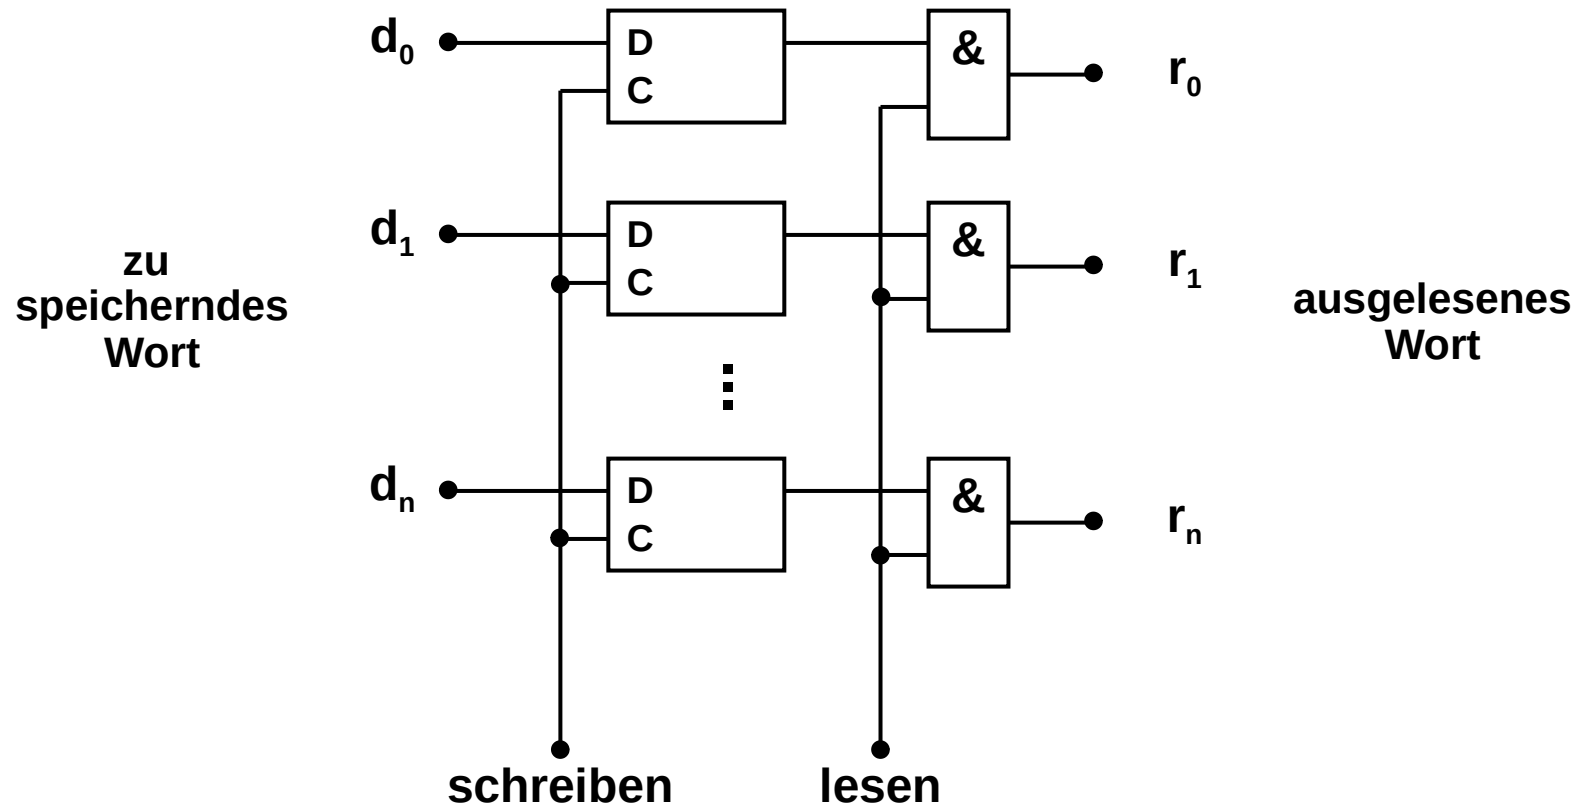 d0 D & r0
C
d1 D & r1
C
zu
speicherndes
Wort
ausgelesenes
Wort
dn D & rn
C
schreiben lesen